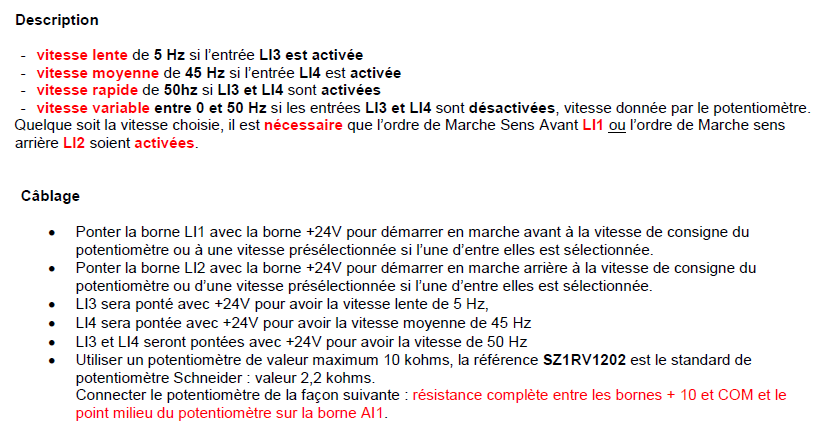 Description
- vitesse lente de 5 Hz si l'entrée LI3 est activée
- vitesse moyenne de 45 Hz si l'entrée LI4 est activée
- vitesse rapide de 50hz si LI3 et LI4 sont activées
- vitesse variable entre 0 et 50 Hz si les entrées LI3 et LI4 sont désactivées, vitesse donnée par le potentiomètre.
Quelque soit la vitesse choisie, il est nécessaire que l'ordre de Marche Sens Avant LI1 ou l'ordre de Marche sens
arrière LI2 soient activées.
Câblage
• Ponter la borne LI1 avec la borne +24V pour démarrer en marche avant à la vitesse de consigne du
potentiomètre ou à une vitesse présélectionnée si l'une d'entre elles est sélectionnée.
• Ponter la borne LI2 avec la borne +24V pour démarrer en marche arrière à la vitesse de consigne du
potentiomètre ou d'une vitesse présélectionnée si l'une d'entre elles est sélectionnée.
• LI3 sera ponté avec +24V pour avoir la vitesse lente de 5 Hz,
• LI4 sera pontée avec +24V pour avoir la vitesse moyenne de 45 Hz
• LI3 et LI4 seront pontées avec +24V pour avoir la vitesse de 50 Hz
• Utiliser un potentiomètre de valeur maximum 10 kohms, la référence SZ1RV1202 est le standard de
potentiomètre Schneider : valeur 2,2 kohms.
Connecter le potentiomètre de la façon suivante : résistance complète entre les bornes + 10 et COM et le
point milieu du potentiomètre sur la borne AI1.